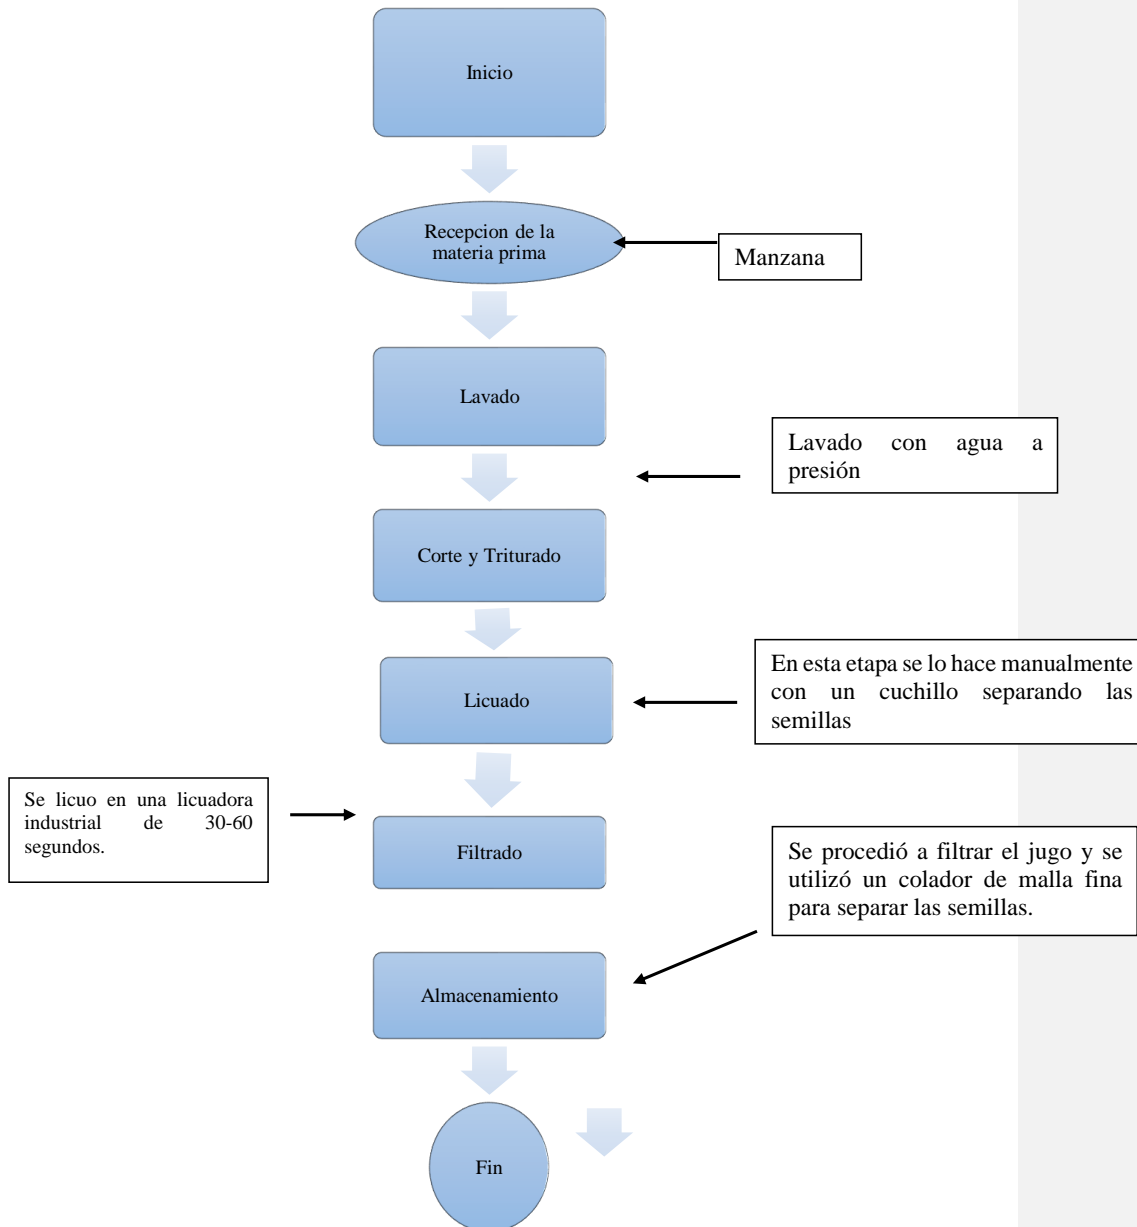 Inicio
Recepcion de la
materia prima
Manzana
Lavado
Lavado con agua a
presión
Corte y Triturado
En esta etapa se lo hace manualmente
con un cuchillo separando las
semillas
Licuado
Se licuo en una licuadora
industrial de 30-60
segundos.
Filtrado
Se procedió a filtrar el jugo y se
utilizó un colador de malla fina
para separar las semillas.
Almacenamiento
Fin